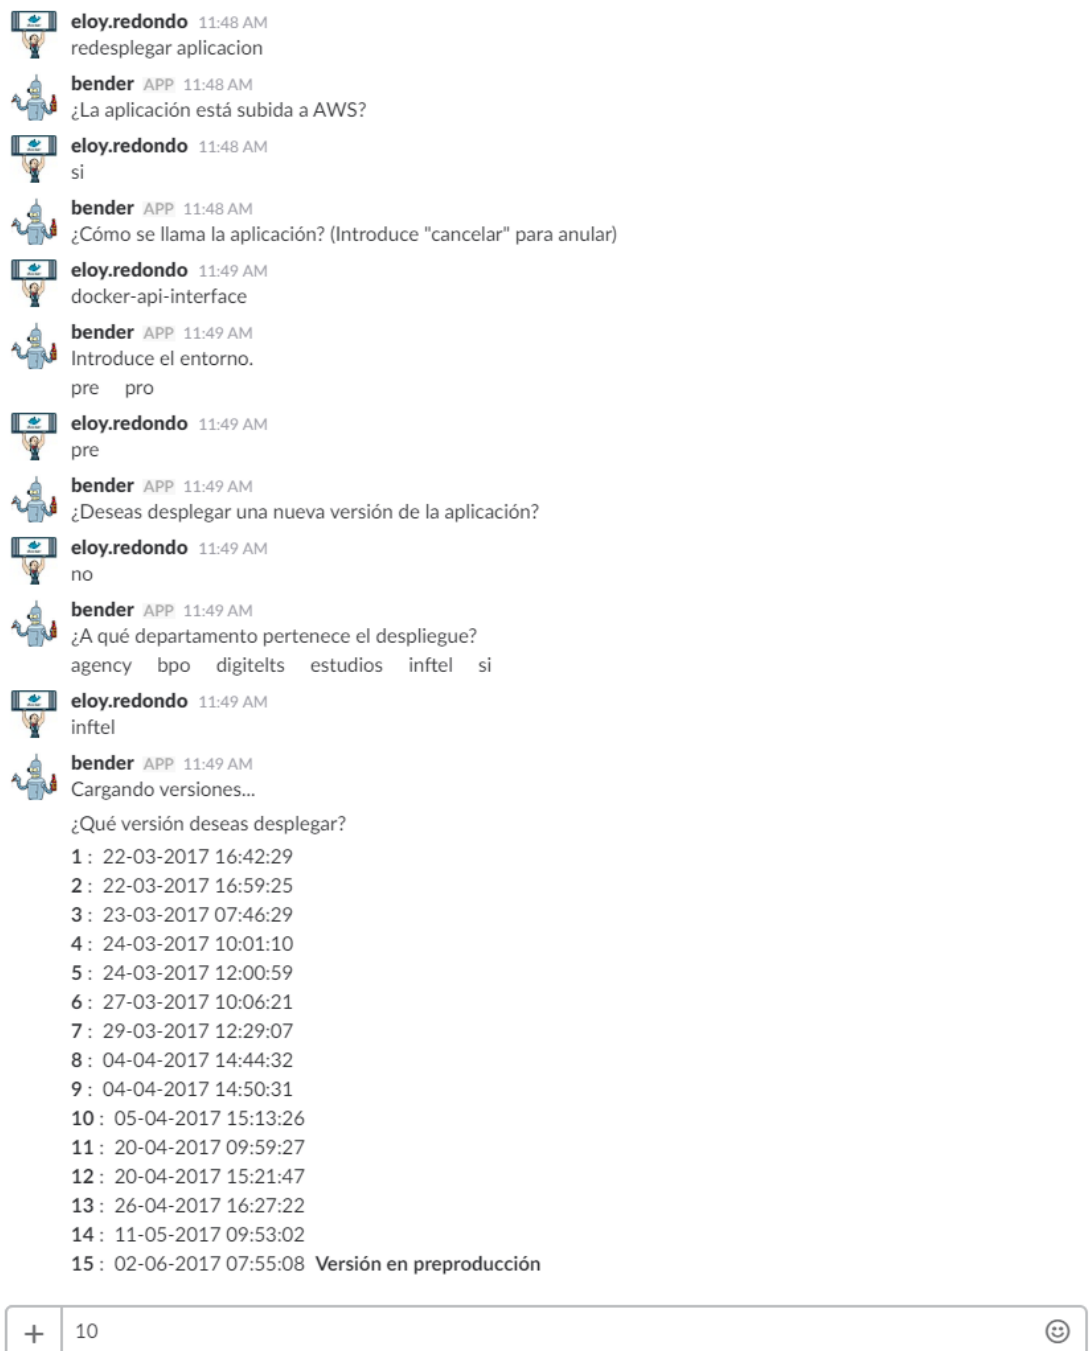 eloy.redondo 11:48 AM
redesplegar aplicacion
bender APP 11:48 AM
¿La aplicación está subida a AWS?
eloy.redondo 11:48 AM
si
bender APP 11:48 AM
¿Cómo se llama la aplicación? (Introduce "cancelar" para anular)
eloy.redondo 11:49 AM
docker-api-interface
bender APP 11:49 AM
Introduce el entorno.
pre pro
eloy.redondo 11:49 AM
pre
bender APP 11:49 AM
¿Deseas desplegar una nueva versión de la aplicación?
eloy.redondo 11:49 AM
no
bender APP 11:49 AM
¿A qué departamento pertenece el despliegue?
agency bpo digitelts estudios inftel si
eloy.redondo 11:49 AM
inftel
bender APP 11:49 AM
Cargando versiones...
¿Qué versión deseas desplegar?
1 : 22-03-2017 16:42:29
2 : 22-03-2017 16:59:25
3 : 23-03-2017 07:46:29
4 : 24-03-2017 10:01:10
5 : 24-03-2017 12:00:59
6 : 27-03-2017 10:06:21
7 : 29-03-2017 12:29:07
8 : 04-04-2017 14:44:32
9 : 04-04-2017 14:50:31
10 : 05-04-2017 15:13:26
11 : 20-04-2017 09:59:27
12 : 20-04-2017 15:21:47
13 : 26-04-2017 16:27:22
14 : 11-05-2017 09:53:02
15 : 02-06-2017 07:55:08 Versión en preproducción
+ 10